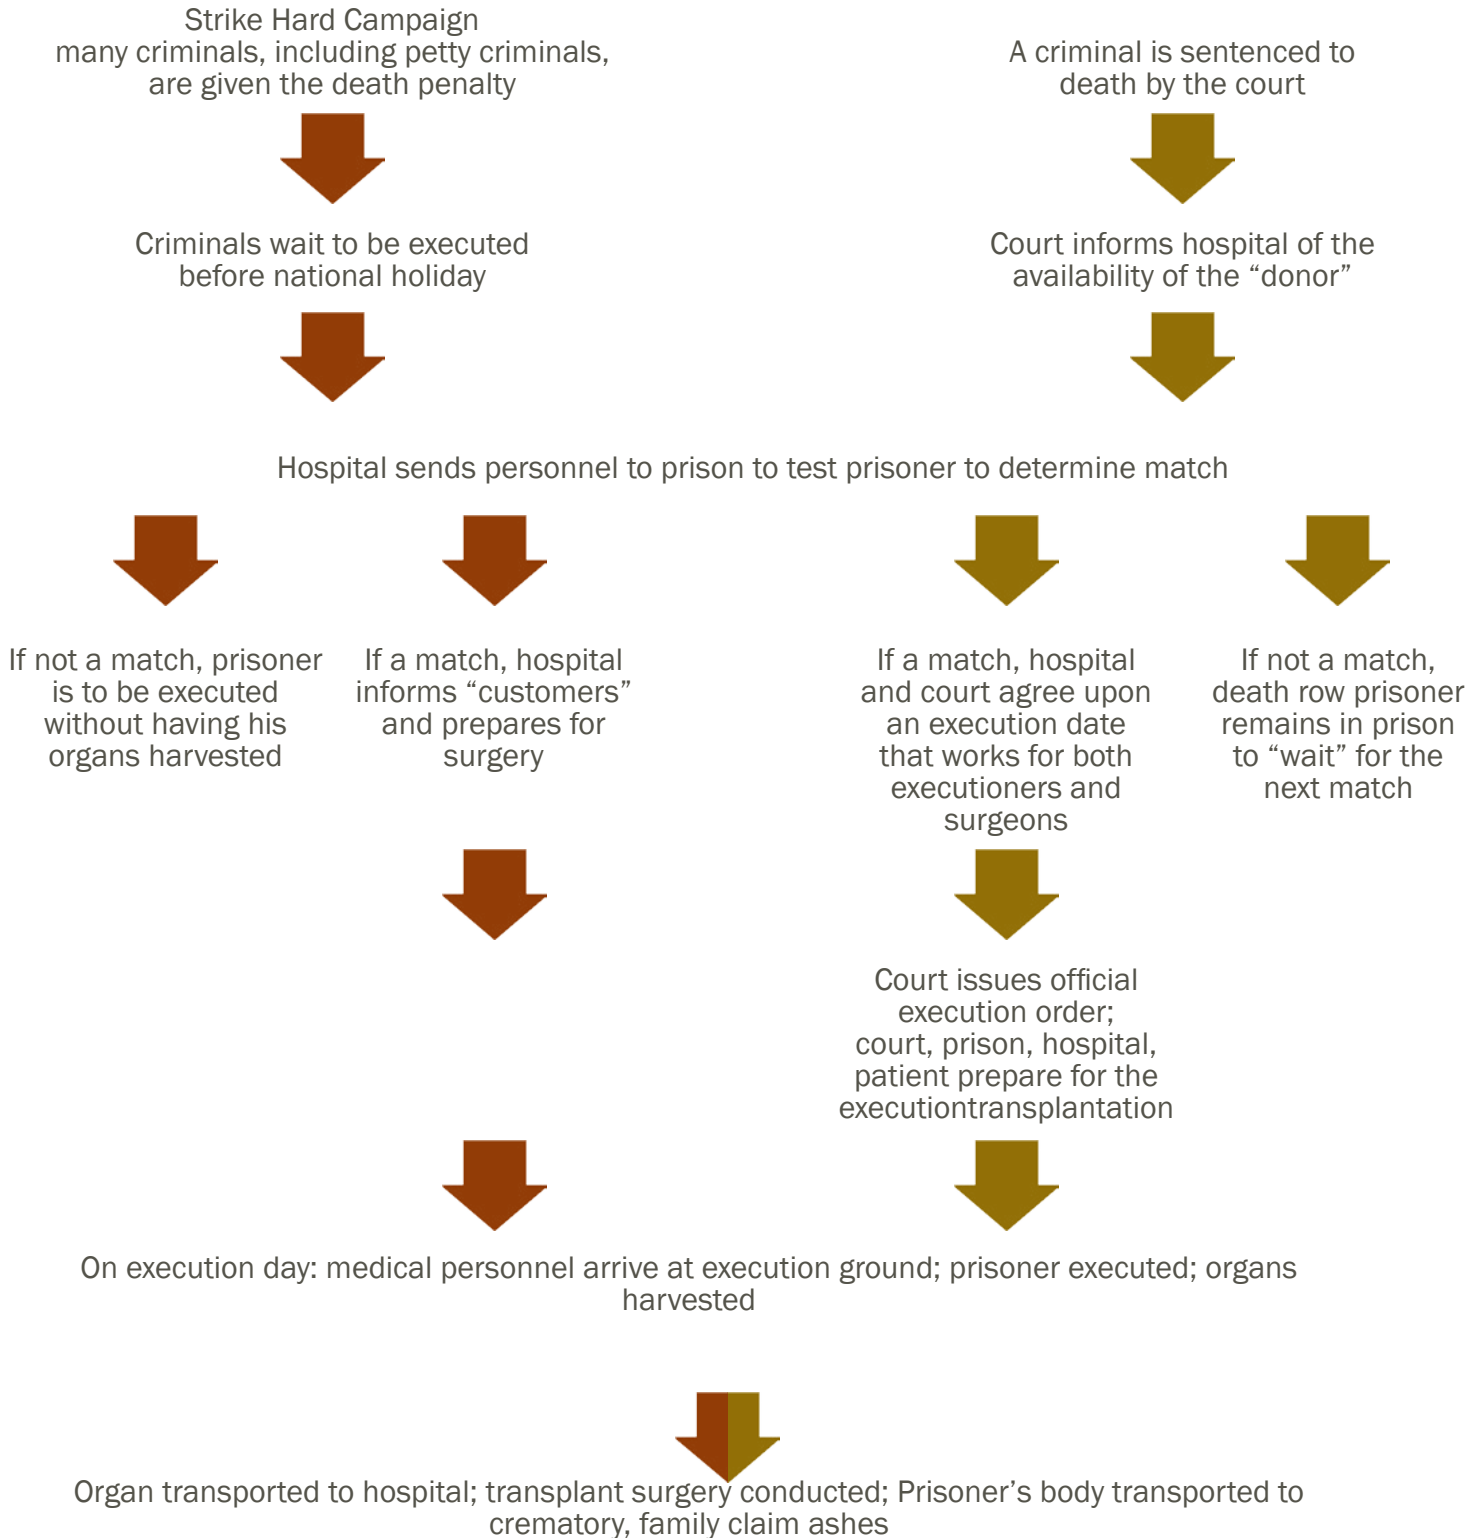 Strike Hard Campaign
many criminals, including petty criminals,
are given the death penalty
A criminal is sentenced to
death by the court
Criminals wait to be executed
before national holiday
Court informs hospital of the
availability of the “donor”
Hospital sends personnel to prison to test prisoner to determine match
If not a match, prisoner
is to be executed
without having his
organs harvested
If a match, hospital
informs “customers”
and prepares for
surgery
If a match, hospital
and court agree upon
an execution date
that works for both
executioners and
surgeons
If not a match,
death row prisoner
remains in prison
to “wait” for the
next match
Court issues official
execution order;
court, prison, hospital,
patient prepare for the
executiontransplantation
On execution day: medical personnel arrive at execution ground; prisoner executed; organs
harvested
Organ transported to hospital; transplant surgery conducted; Prisoner’s body transported to
crematory, family claim ashes